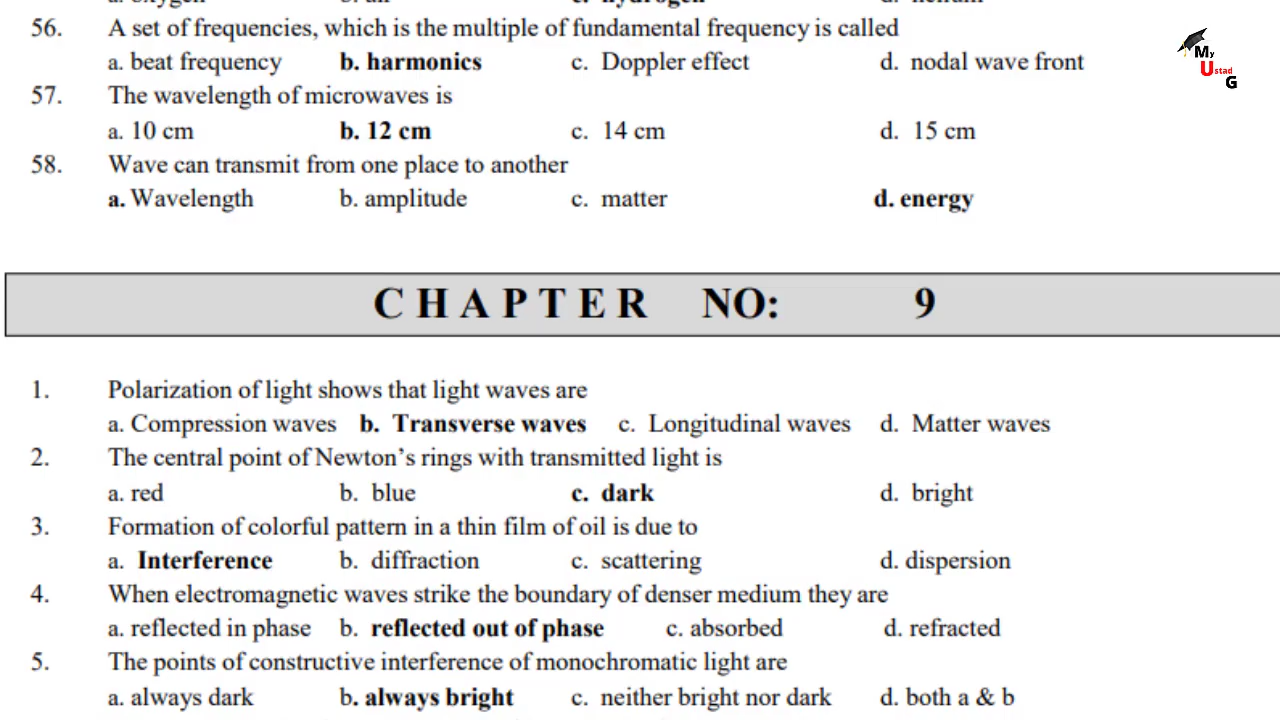 56. A set of frequencies, which is the multiple of fundamental frequency is called
a. beat frequency b. harmonics c. Doppler effect d. nodal wave front
57. The wavelength of microwaves is
a. 10 cm b. 12 cm c. 14 cm d. 15 cm
58. Wave can transmit from one place to another
a. Wavelength b. amplitude c. matter d. energy
My
Ustad
G
CHAPTER NO: 9
1. Polarization of light shows that light waves are
a. Compression waves b. Transverse waves c. Longitudinal waves d. Matter waves
2. The central point of Newton's rings with transmitted light is
a. red b. blue c. dark d. bright
3. Formation of colorful pattern in a thin film of oil is due to
a. Interference b. diffraction c. scattering d. dispersion
4. When electromagnetic waves strike the boundary of denser medium they are
a. reflected in phase b. reflected out of phase c. absorbed d. refracted
5. The points of constructive interference of monochromatic light are
a. always dark b. always bright c. neither bright nor dark d. both a & b